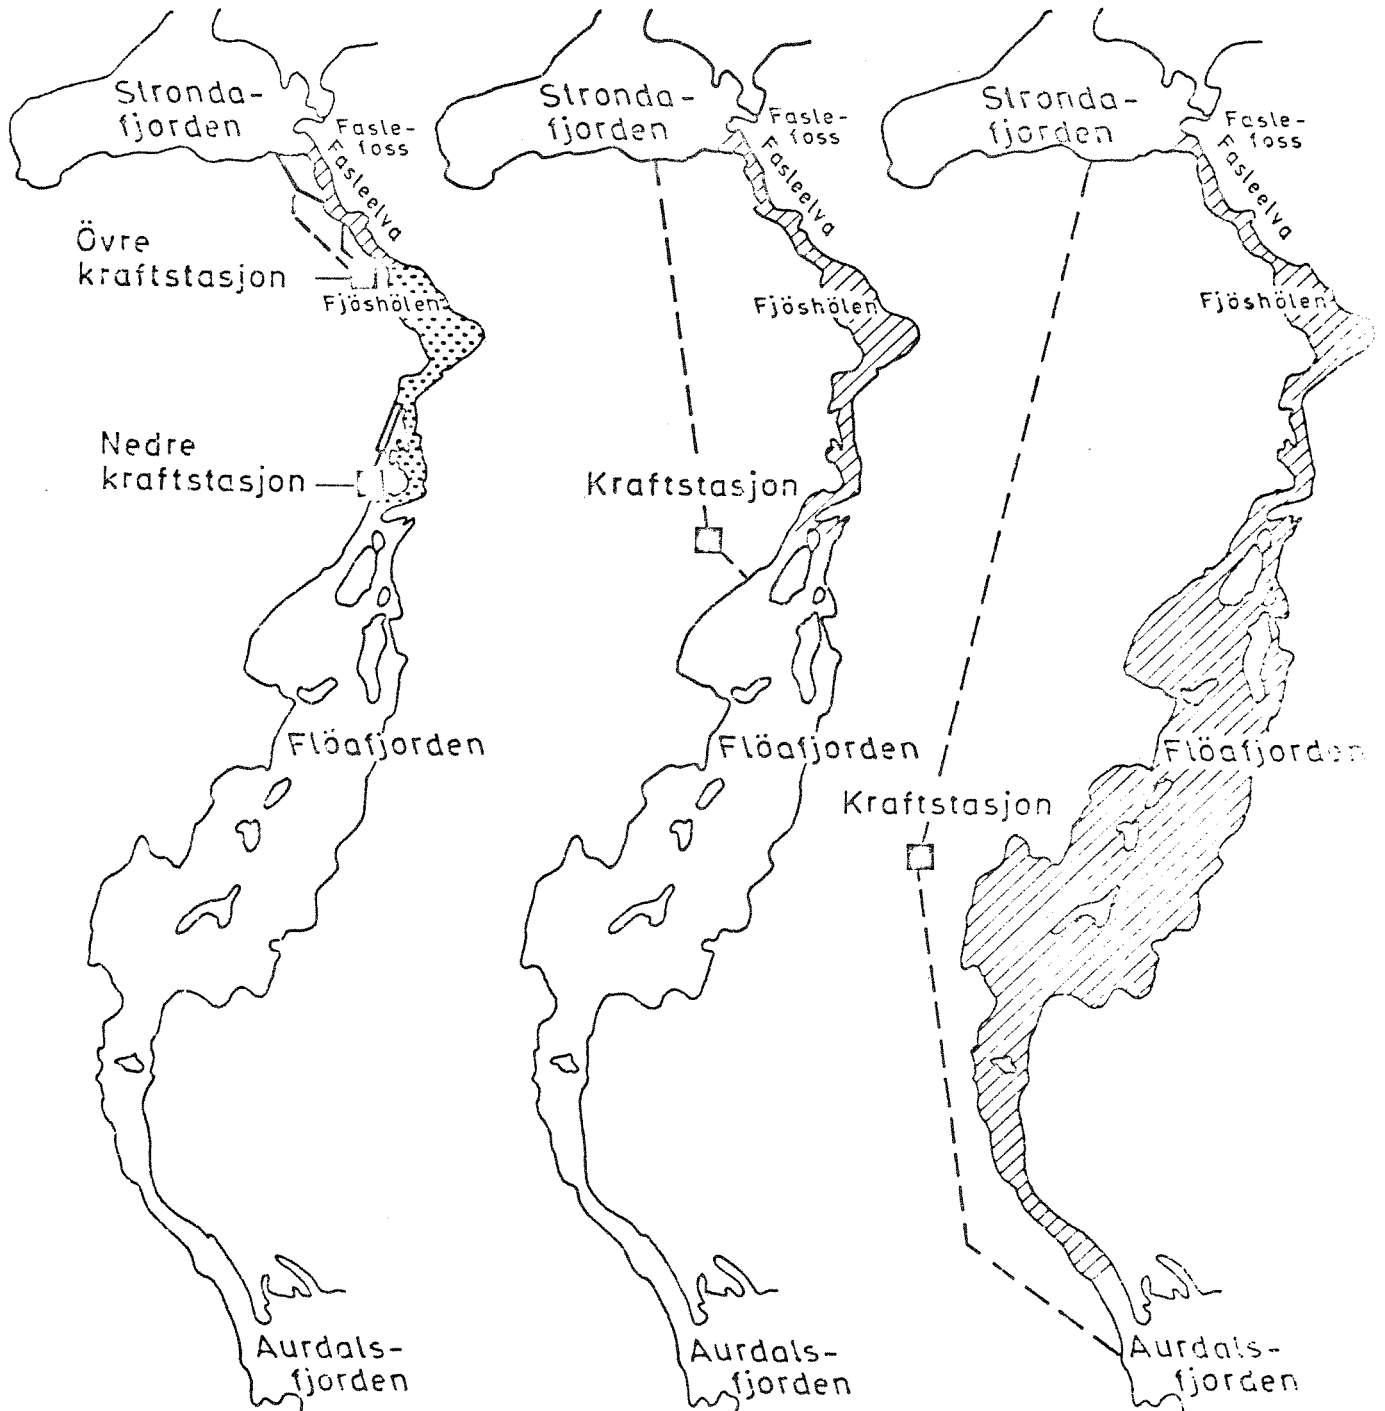 Stronda-
fjorden
Fasle-
foss
Fasleelva
Övre
kraftstasjon
Fjöshölen
Nedre
kraftstasjon
Flöafjorden
Aurdals-
fjorden
Stronda-
fjorden
Fasle-
foss
Fasleelva
Fjöshölen
Kraftstasjon
Flöafjorden
Aurdals-
fjorden
Stronda-
fjorden
Fasle-
foss
Fasleelva
Fjöshölen
Flöafjorden
Kraftstasjon
Aurdals-
fjorden